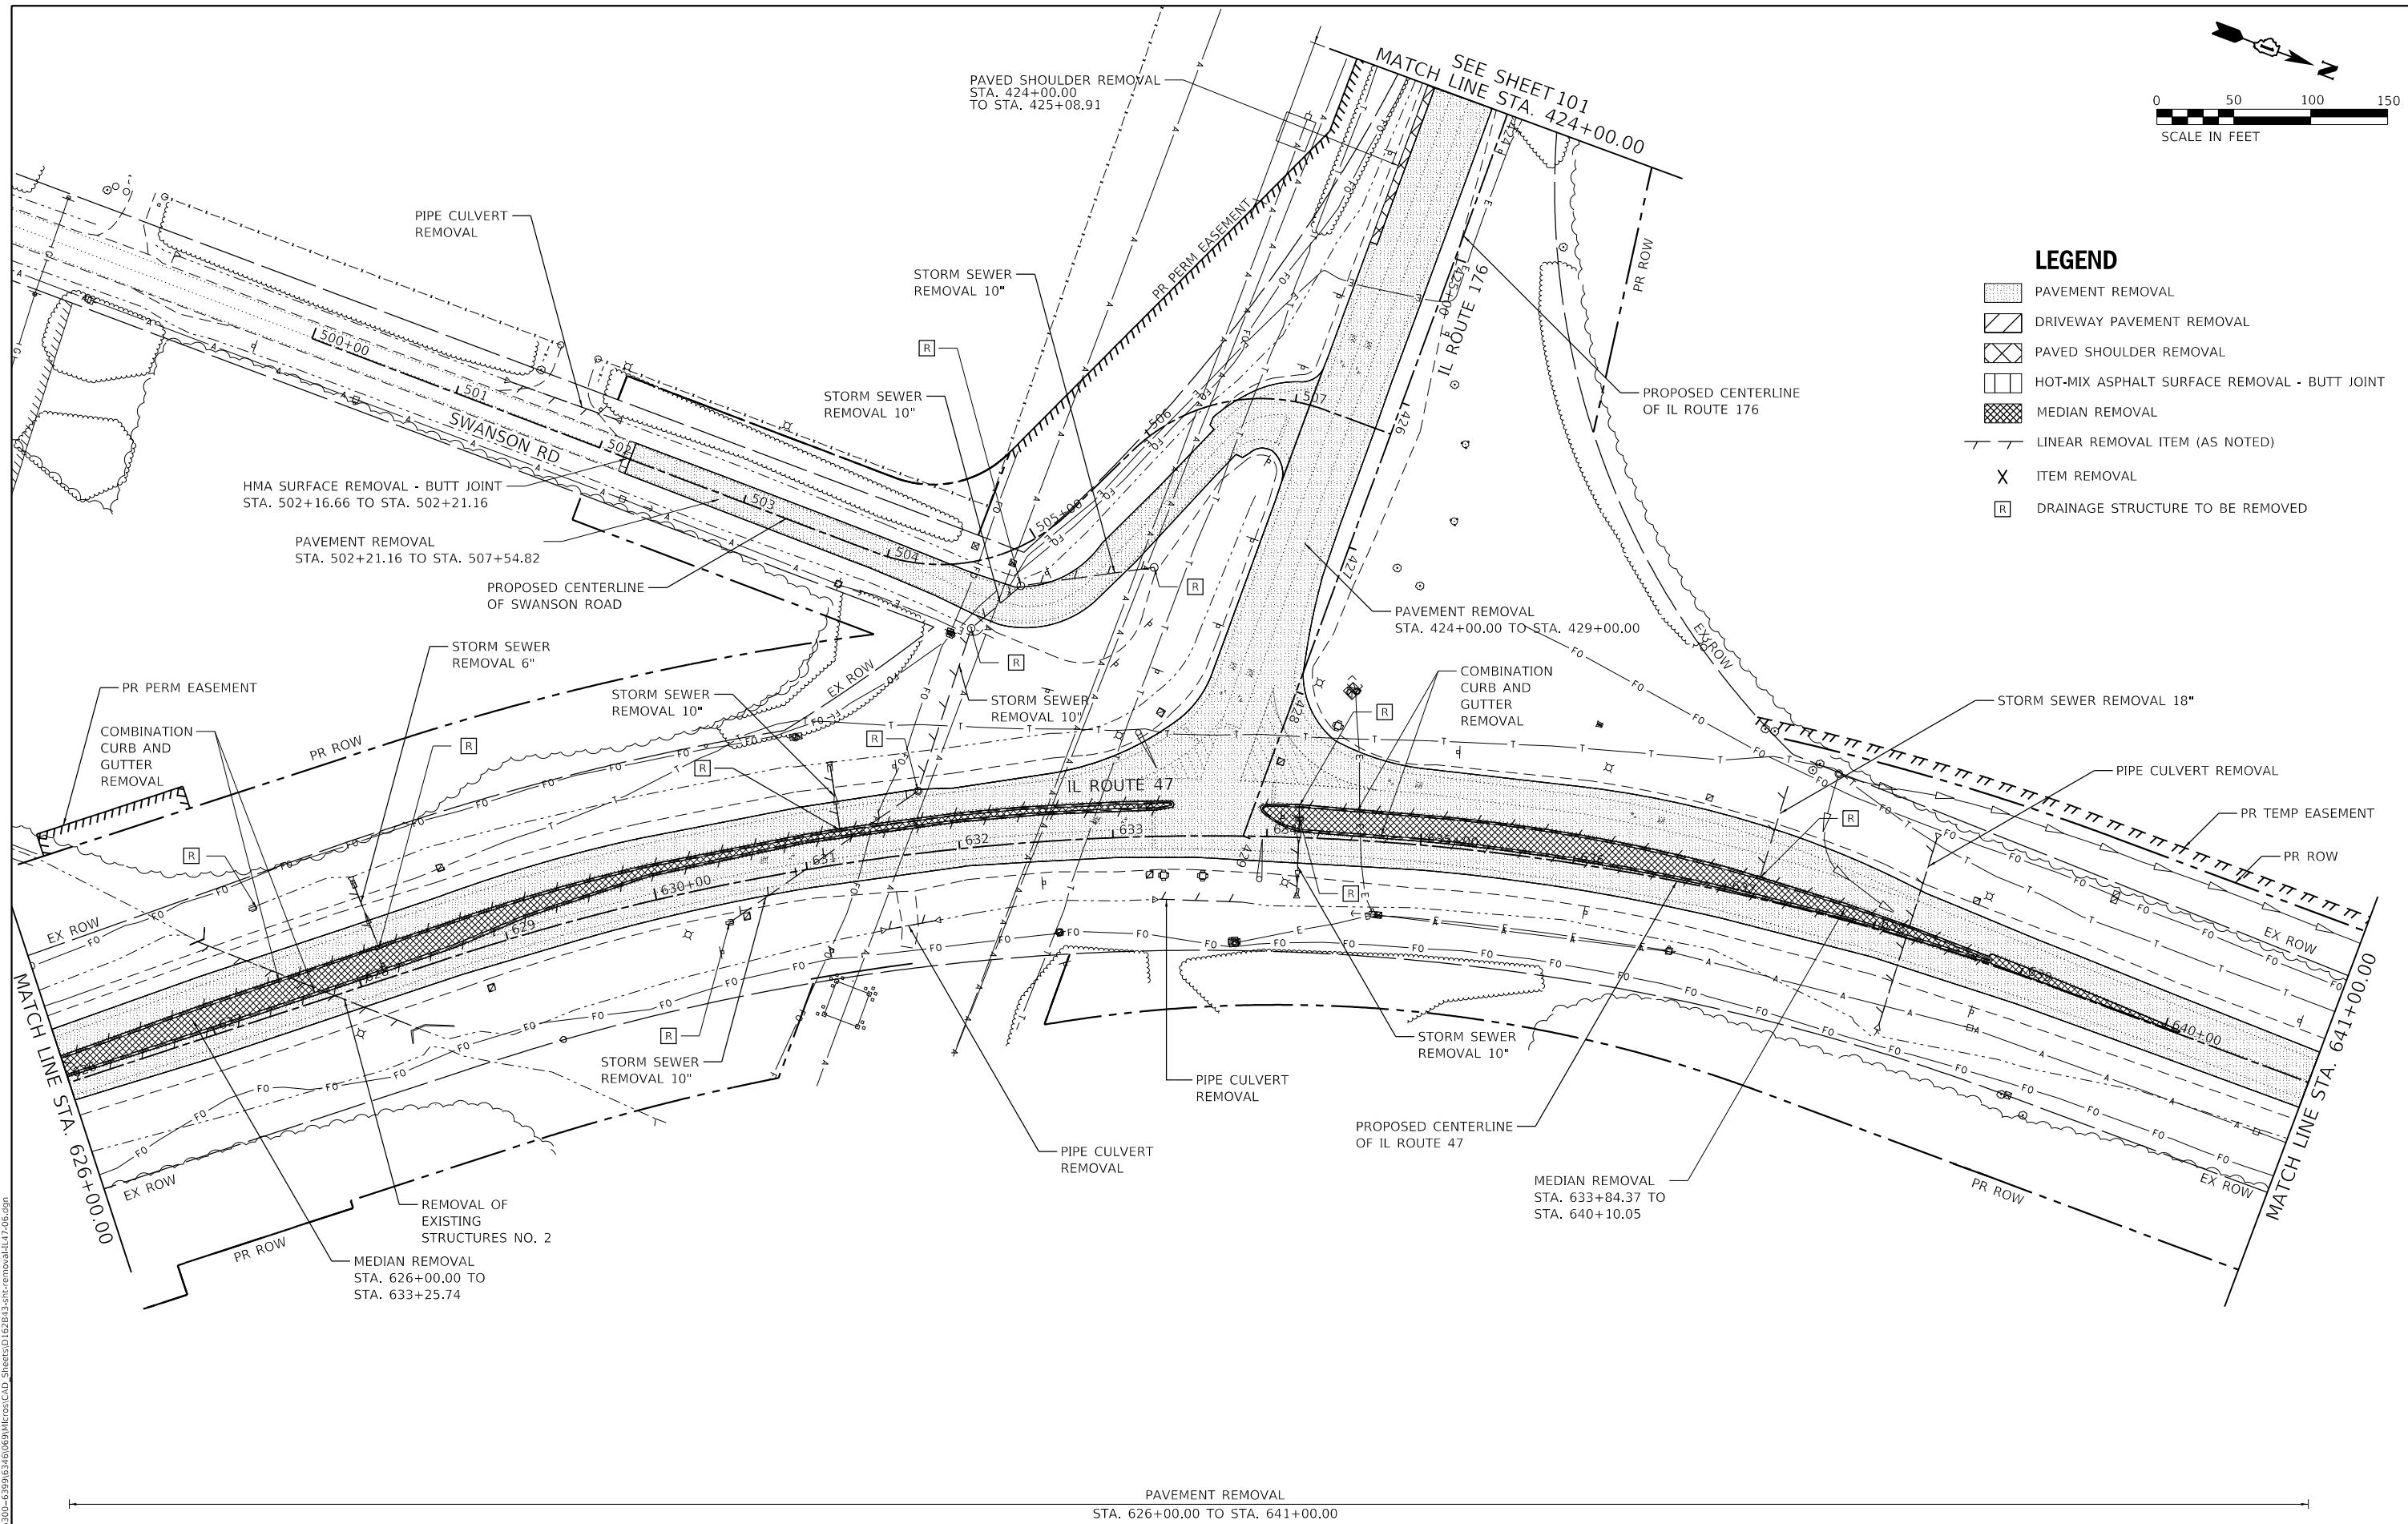 SEE SHEET 101
MATCH LINE STA. 424+00.00
PAVED SHOULDER REMOVAL
STA. 424+00.00
TO STA. 425+08.91
N
0 50 100 150
SCALE IN FEET
LEGEND
PAVEMENT REMOVAL
DRIVEWAY PAVEMENT REMOVAL
PAVED SHOULDER REMOVAL
HOT-MIX ASPHALT SURFACE REMOVAL - BUTT JOINT
MEDIAN REMOVAL
LINEAR REMOVAL ITEM (AS NOTED)
X ITEM REMOVAL
R DRAINAGE STRUCTURE TO BE REMOVED
PIPE CULVERT
REMOVAL
PR PERM EASEMENT
STORM SEWER
REMOVAL 10"
R
STORM SEWER
REMOVAL 10"
424
425+00
IL ROUTE 176
PR ROW
PROPOSED CENTERLINE
OF IL ROUTE 176
426
427
428
429
500+00
501
502
503
504
505+00
506
507
SWANSON RD
HMA SURFACE REMOVAL - BUTT JOINT
STA. 502+16.66 TO STA. 502+21.16
PAVEMENT REMOVAL
STA. 502+21.16 TO STA. 507+54.82
PROPOSED CENTERLINE
OF SWANSON ROAD
R
PAVEMENT REMOVAL
STA. 424+00.00 TO STA. 429+00.00
EX ROW
STORM SEWER
REMOVAL 6"
R
EX ROW
STORM SEWER
REMOVAL 10"
STORM SEWER
REMOVAL 10"
COMBINATION
CURB AND
GUTTER
REMOVAL
R
STORM SEWER REMOVAL 18"
PR PERM EASEMENT
COMBINATION
CURB AND
GUTTER
REMOVAL
PR ROW
R
R
R
IL ROUTE 47
PIPE CULVERT REMOVAL
PR TEMP EASEMENT
PR ROW
R
R
R
EX ROW
EX ROW
629
630+00
631
632
633
640+00
MATCH LINE STA. 626+00.00
MATCH LINE STA. 641+00.00
R
STORM SEWER
REMOVAL 10"
STORM SEWER
REMOVAL 10"
PIPE CULVERT
REMOVAL
PIPE CULVERT
REMOVAL
PROPOSED CENTERLINE
OF IL ROUTE 47
MEDIAN REMOVAL
STA. 633+84.37 TO
STA. 640+10.05
PR ROW
EX ROW
EX ROW
PR ROW
REMOVAL OF
EXISTING
STRUCTURES NO. 2
MEDIAN REMOVAL
STA. 626+00.00 TO
STA. 633+25.74
PAVEMENT REMOVAL
STA. 626+00.00 TO STA. 641+00.00